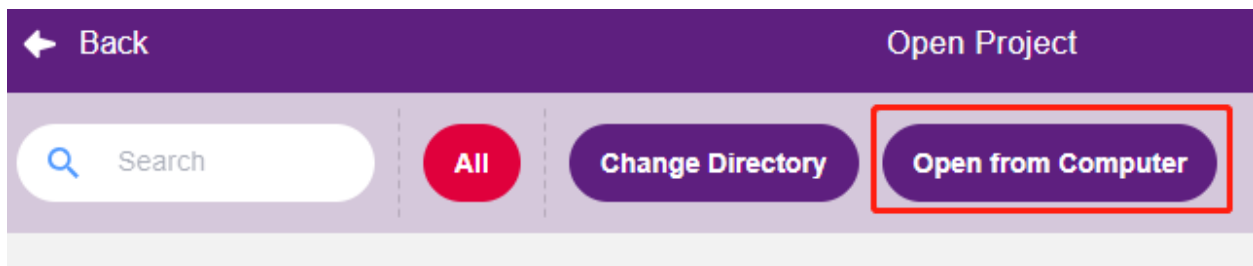 Back
Open Project
Search
All
Change Directory
Open from Computer